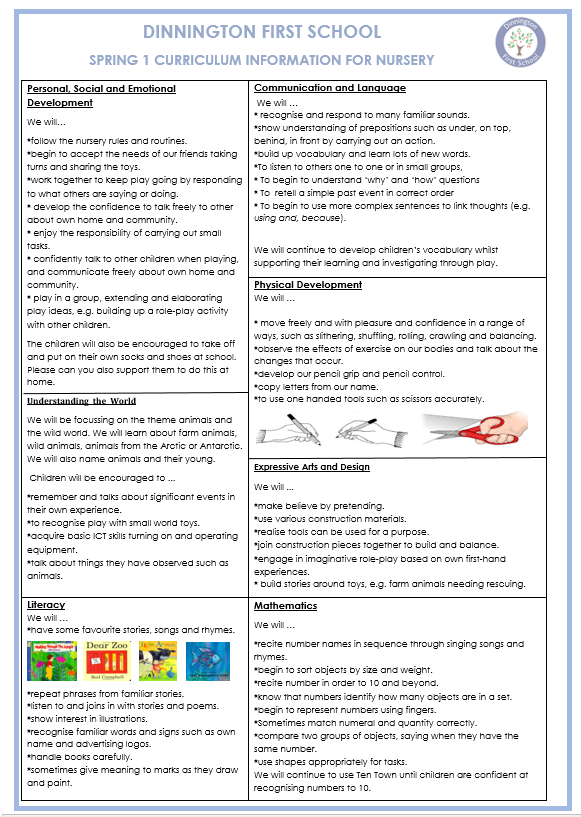 DINNINGTON FIRST SCHOOL
SPRING 1 CURRICULUM INFORMATION FOR NURSERY
Dinnington
First School
Personal, Social and Emotional
Development
We will…
*follow the nursery rules and routines.
*begin to accept the needs of our friends taking
turns and sharing the toys.
*work together to keep play going by responding
to what others are saying or doing.
* develop the confidence to talk freely to other
about own home and community.
* enjoy the responsibility of carrying out small
tasks.
* confidently talk to other children when playing,
and communicate freely about own home and
community.
* play in a group, extending and elaborating
play ideas, e.g. building up a role-play activity
with other children.
The children will also be encouraged to take off
and put on their own socks and shoes at school.
Please can you also support them to do this at
home.
Understanding the World
We will be focussing on the theme animals and
the wild world. We will learn about farm animals,
wild animals, animals from the Arctic or Antarctic.
We will also name animals and their young.
Children will be encouraged to …
*remember and talks about significant events in
their own experience.
*to recognise play with small world toys.
*acquire basic ICT skills turning on and operating
equipment.
*talk about things they have observed such as
animals.
Literacy
We will …
*have some favourite stories, songs and rhymes.
Walking Through The Jungle
Dear Zoo
Rod Campbell
*repeat phrases from familiar stories.
*listen to and joins in with stories and poems.
*show interest in illustrations.
*recognise familiar words and signs such as own
name and advertising logos.
*handle books carefully.
*sometimes give meaning to marks as they draw
and paint.
Communication and Language
We will …
* recognise and respond to many familiar sounds.
*show understanding of prepositions such as under, on top,
behind, in front by carrying out an action.
*build up vocabulary and learn lots of new words.
*To listen to others one to one or in small groups,
* To begin to understand 'why' and 'how' questions
* To  retell a simple past event in correct order
* To begin to use more complex sentences to link thoughts (e.g.
using and, because).
We will continue to develop children's vocabulary whilst
supporting their learning and investigating through play.
Physical Development
We will …
* move freely and with pleasure and confidence in a range of
ways, such as slithering, shuffling, rolling, crawling and balancing.
*observe the effects of exercise on our bodies and talk about the
changes that occur.
*develop our pencil grip and pencil control.
*copy letters from our name.
*to use one handed tools such as scissors accurately.
Expressive Arts and Design
We will …
*make believe by pretending.
*use various construction materials.
*realise tools can be used for a purpose.
*join construction pieces together to build and balance.
*engage in imaginative role-play based on own first-hand
experiences.
* build stories around toys, e.g. farm animals needing rescuing.
Mathematics
We will …
*recite number names in sequence through singing songs and
rhymes.
*begin to sort objects by size and weight.
*recite number in order to 10 and beyond.
*know that numbers identify how many objects are in a set.
*begin to represent numbers using fingers.
*Sometimes match numeral and quantity correctly.
*compare two groups of objects, saying when they have the
same number.
*use shapes appropriately for tasks.
We will continue to use Ten Town until children are confident at
recognising numbers to 10.